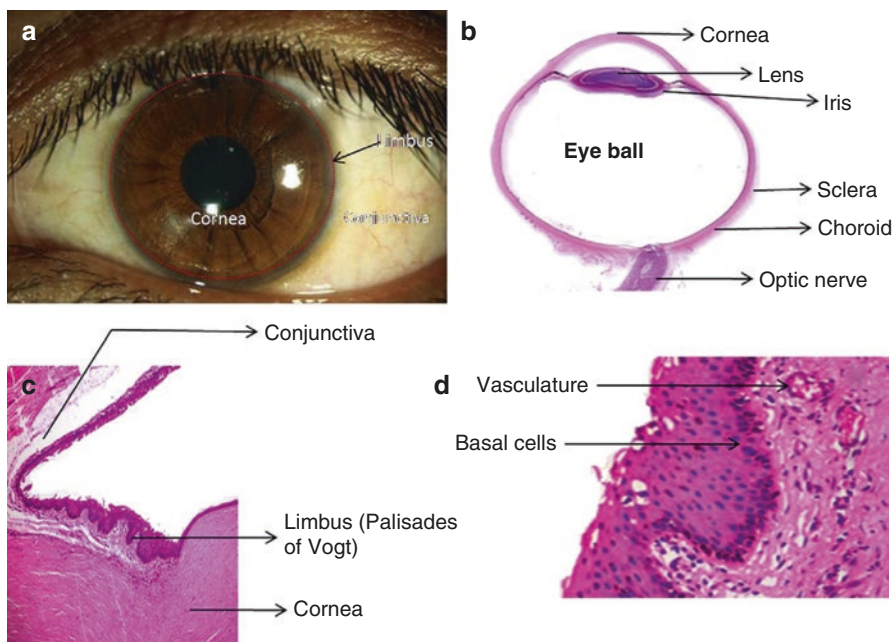 a
Limbus
Cornea
Conjunctiva
b
Cornea
Lens
Iris
Eye ball
Sclera
Choroid
Optic nerve
c
Conjunctiva
Limbus (Palisades
of Vogt)
Cornea
d
Vasculature
Basal cells